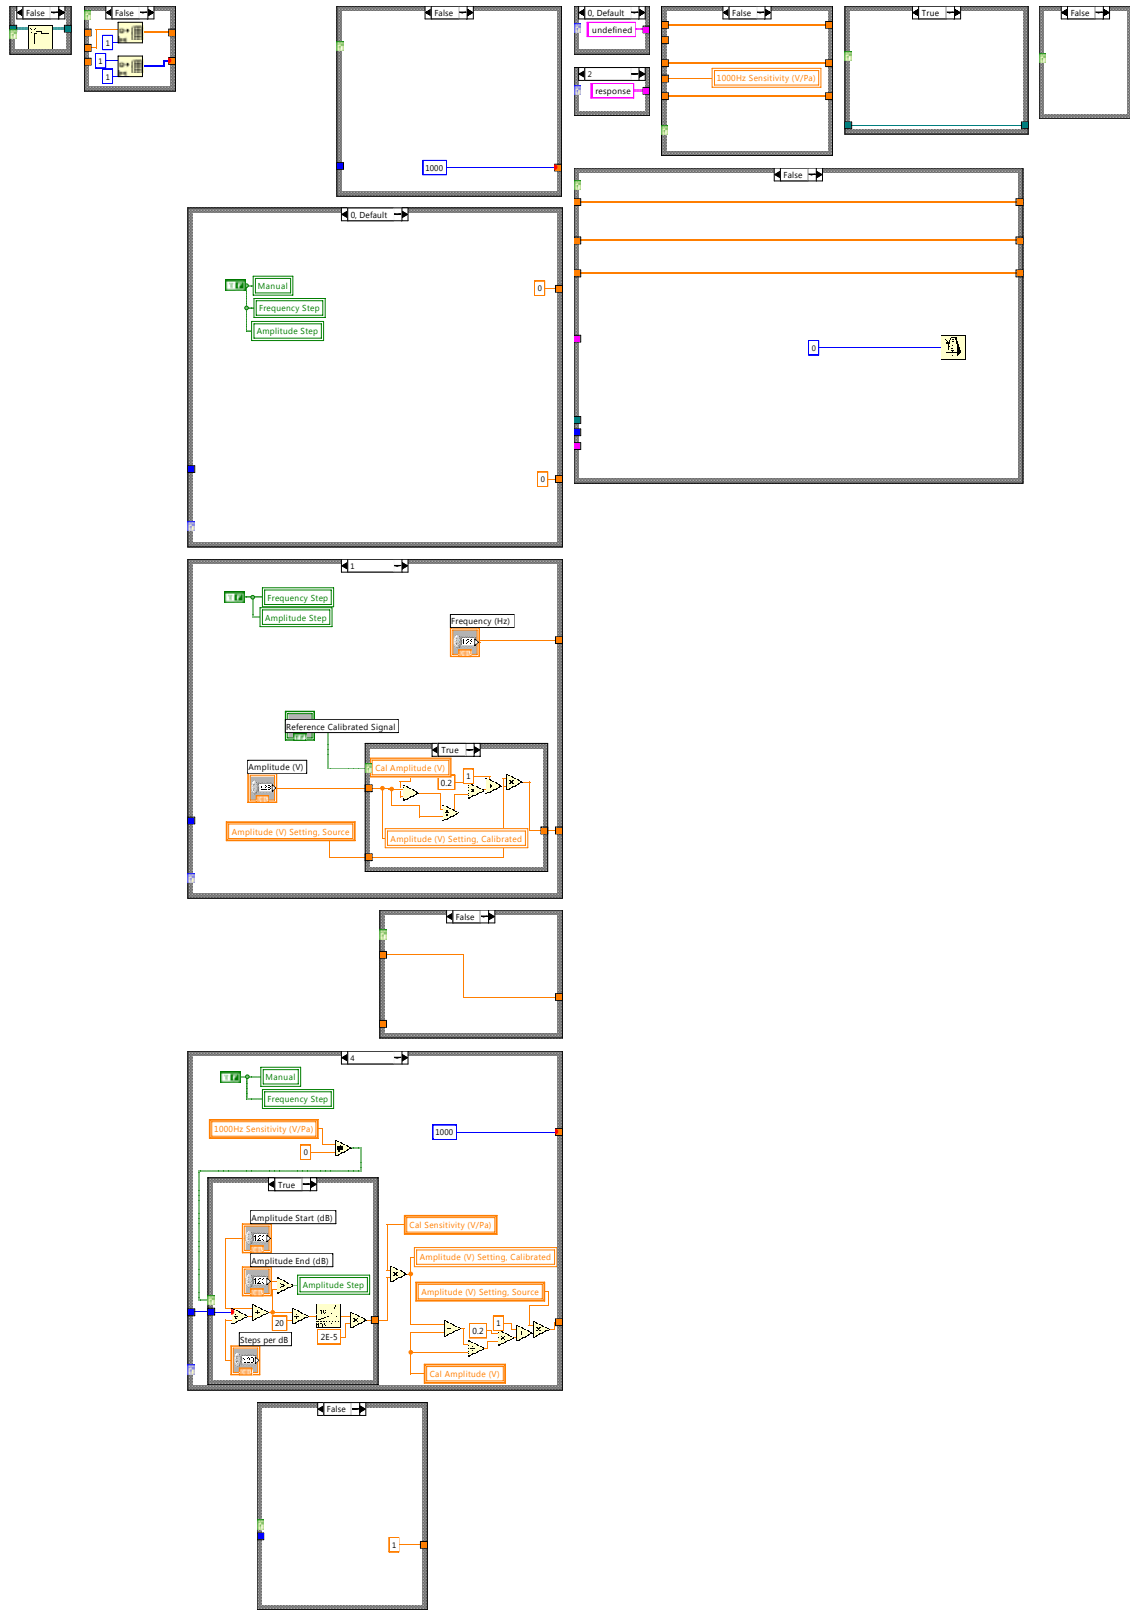 False
False
1
1
1
False
1000
0, Default
undefined
2
response
False
1000Hz Sensitivity (V/Pa)
True
False
False
0
0, Default
Manual
Frequency Step
Amplitude Step
0
0
1
Frequency Step
Amplitude Step
Frequency (Hz)
Reference Calibrated Signal
True
Amplitude (V)
Cal Amplitude (V)
0.2
1
Amplitude (V) Setting, Source
Amplitude (V) Setting, Calibrated
False
4
Manual
Frequency Step
1000Hz Sensitivity (V/Pa)
0
1000
True
Amplitude Start (dB)
Cal Sensitivity (V/Pa)
Amplitude End (dB)
Amplitude (V) Setting, Calibrated
Amplitude Step
Amplitude (V) Setting, Source
20
2E-5
0.2
1
Steps per dB
Cal Amplitude (V)
False
1